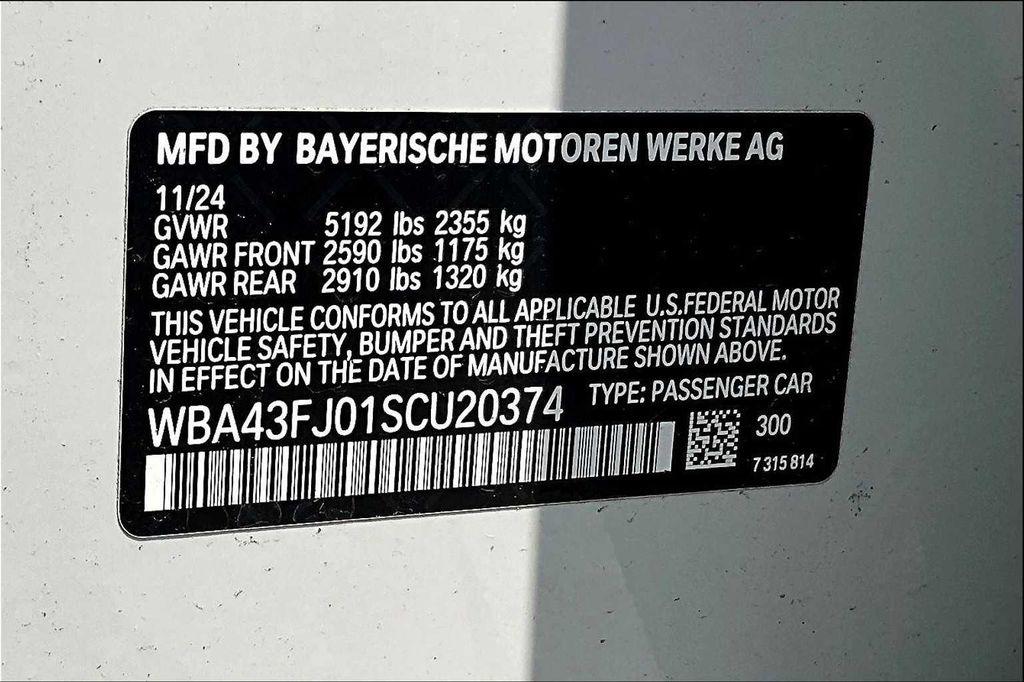 MFD BY BAYERISCHE MOTOREN WERKE AG
11/24
GVWR 5192 lbs 2355 kg
GAWR FRONT 2590 lbs 1175 kg
GAWR REAR 2910 lbs 1320 kg
THIS VEHICLE CONFORMS TO ALL APPLICABLE U.S.FEDERAL MOTOR
VEHICLE SAFETY, BUMPER AND THEFT PREVENTION STANDARDS
IN EFFECT ON THE DATE OF MANUFACTURE SHOWN ABOVE.
WBA43FJ01SCU20374 TYPE: PASSENGER CAR
300
7 315 814